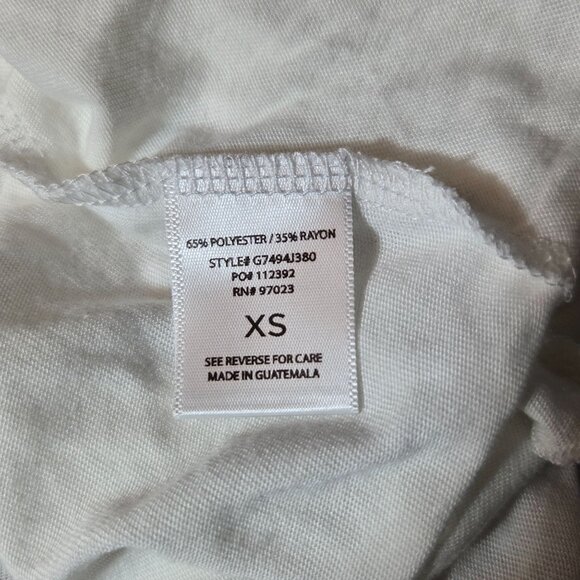 65% POLYESTER / 35% RAYON
STYLE# G7494J380
PO# 112392
RN# 97023
XS
SEE REVERSE FOR CARE
MADE IN GUATEMALA